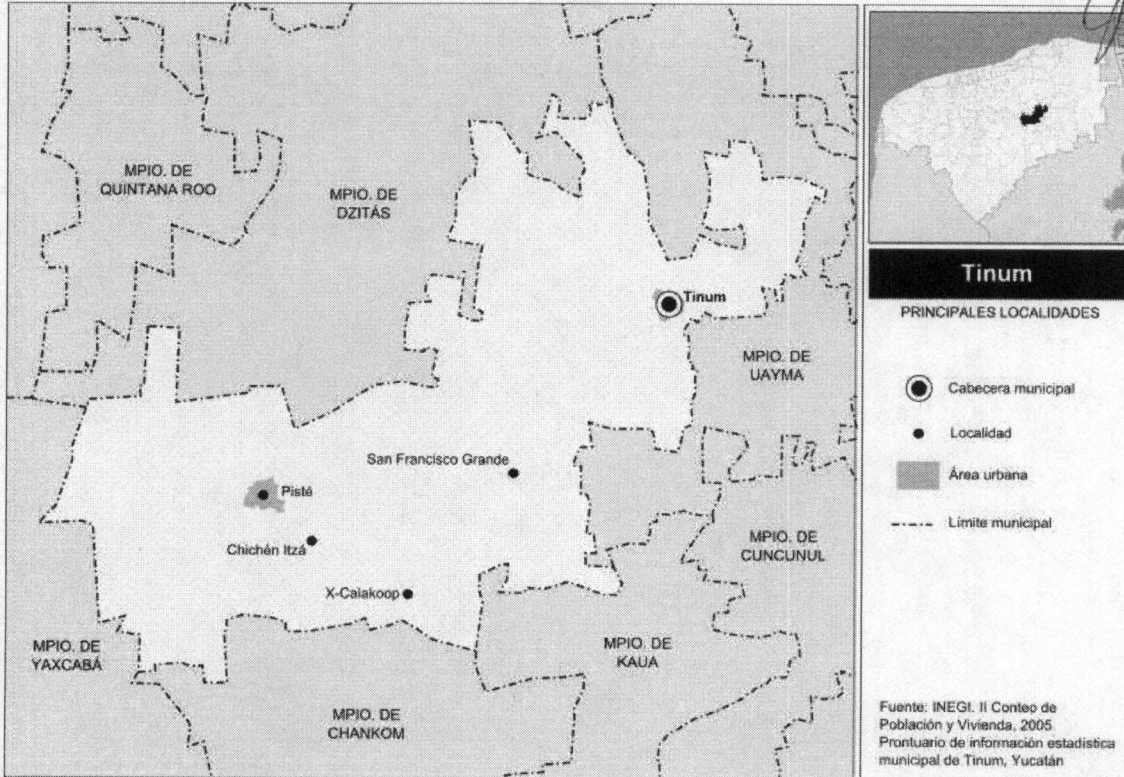 MPIO. DE
QUINTANA ROO
MPIO. DE
DZITÁS
Tinum
MPIO. DE
UAYMA
San Francisco Grande
Pisté
Chichén Itzá
X-Calakoop
MPIO. DE
CUNCUNUL
MPIO. DE
YAXCABÁ
MPIO. DE
KAUA
MPIO. DE
CHANKOM
Tinum
PRINCIPALES LOCALIDADES
Cabecera municipal
Localidad
Área urbana
Límite municipal
Fuente: INEGI. II Conteo de
Población y Vivienda, 2005
Prontuario de información estadística
municipal de Tinum, Yucatán